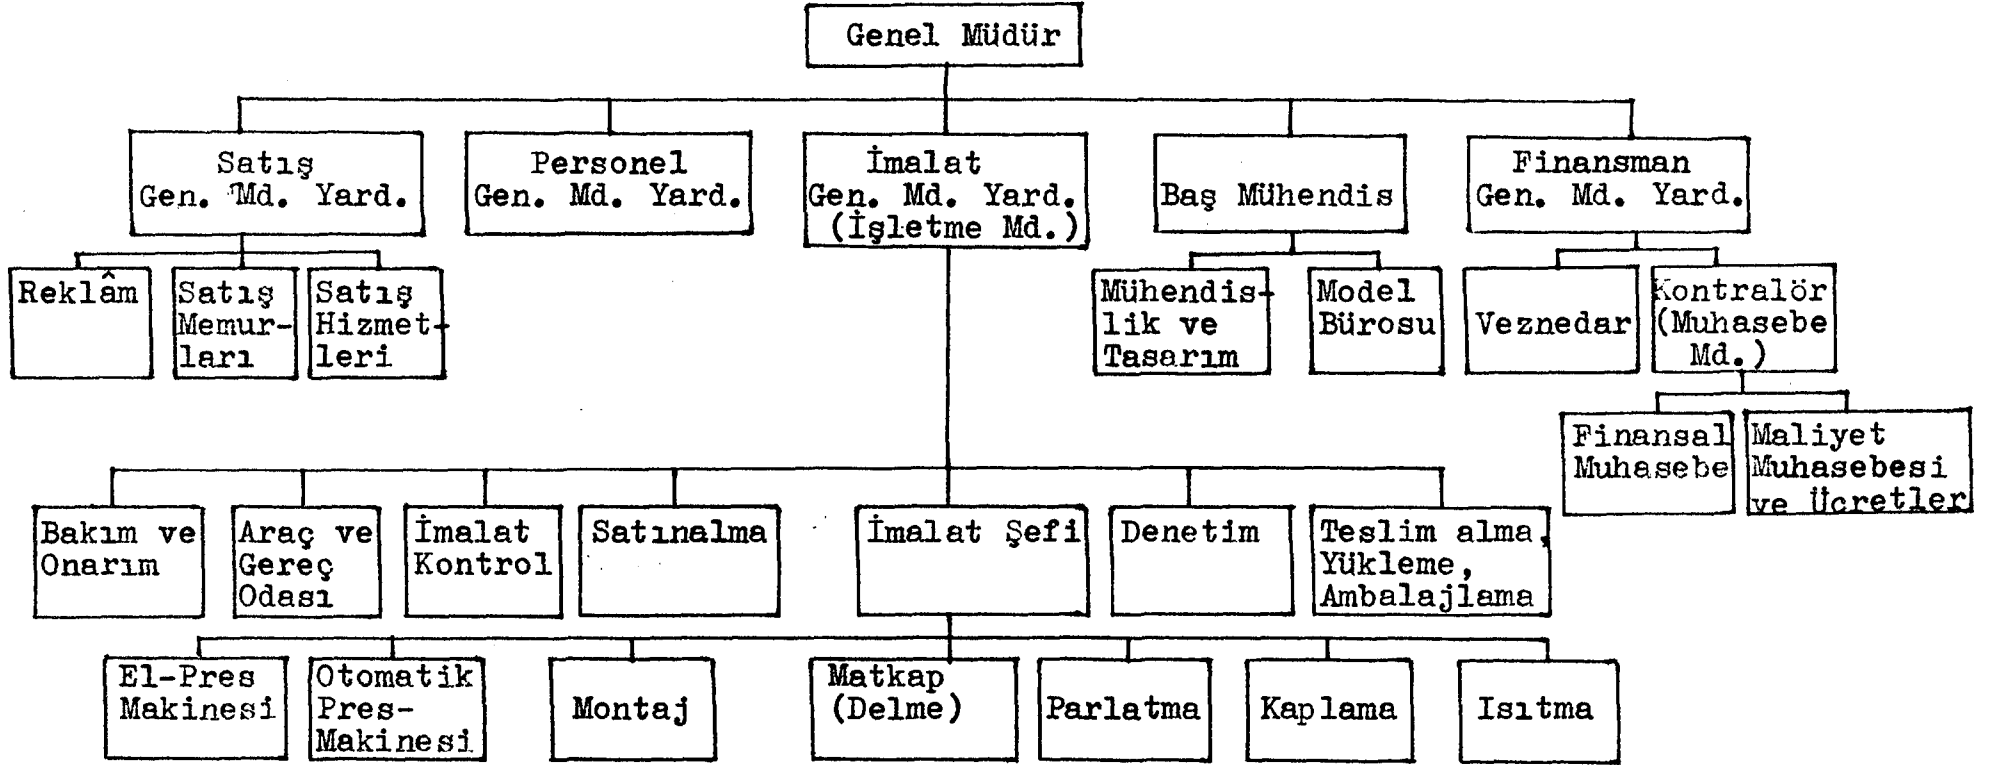 Genel Müdür
Satış
Gen. Md. Yard.
Personel
Gen. Md. Yard.
İmalat
Gen. Md. Yard.
(İşletme Md.)
Baş Mühendis
Finansman
Gen. Md. Yard.
Reklâm
Satış
Memur-
ları
Satış
Hizmet-
leri
Mühendis-
lik ve
Tasarım
Model
Bürosu
Veznedar
Kontralör
(Muhasebe
Md.)
Finansal
Muhasebe
Maliyet
Muhasebesi
ve Ücretler
Bakım ve
Onarım
Araç ve
Gereç
Odası
İmalat
Kontrol
Satınalma
İmalat Şefi
Denetim
Teslim alma,
Yükleme,
Ambalajlama
El-Pres
Makinesi
Otomatik
Pres-
Makinesi
Montaj
Matkap
(Delme)
Parlatma
Kaplama
Isıtma